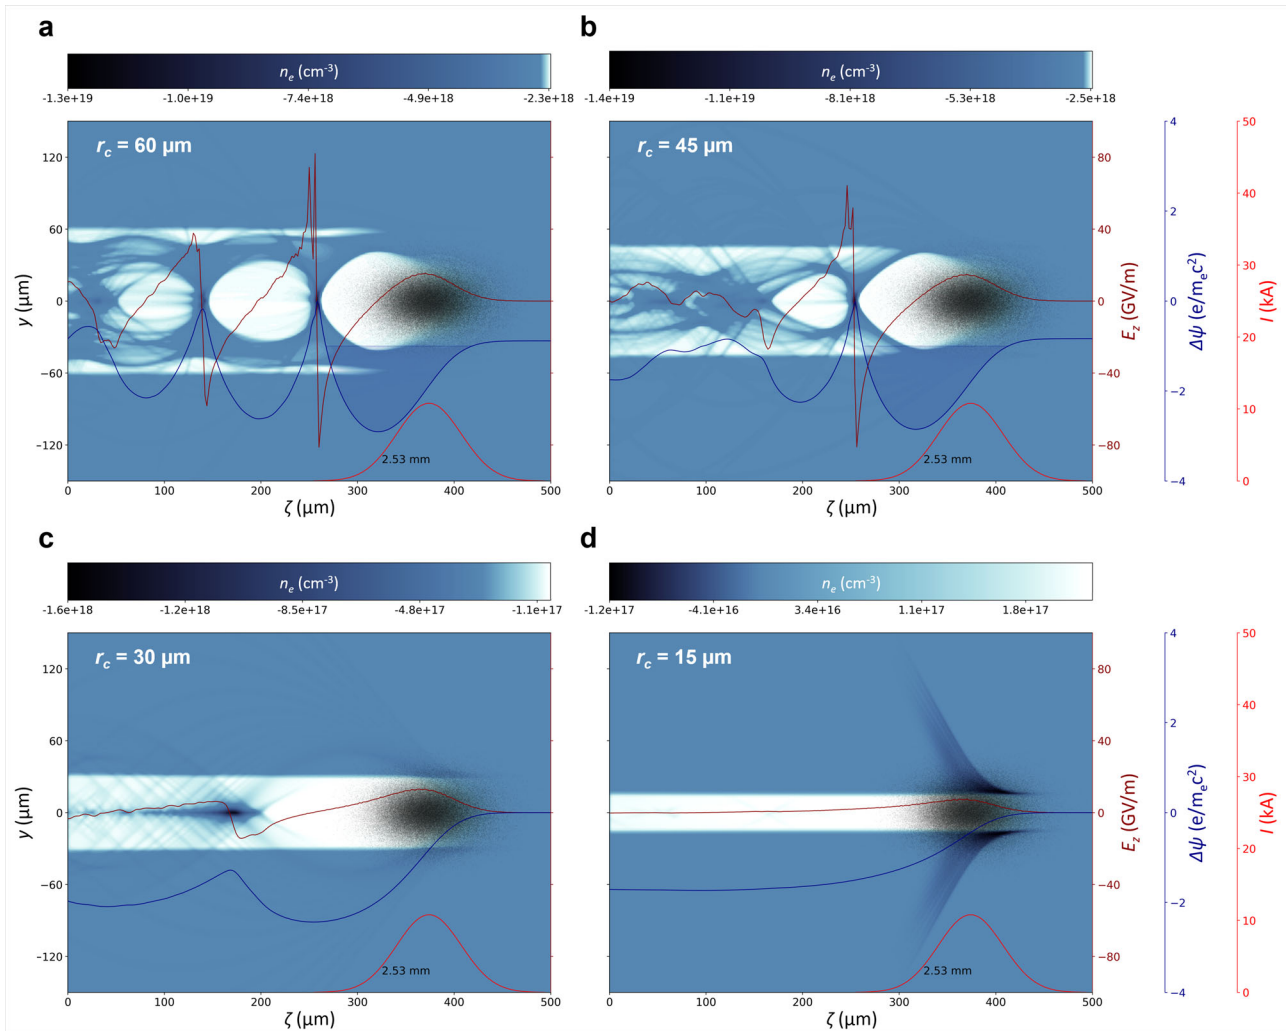 a
b
n_e (cm⁻³)
-1.3e+19 -1.0e+19 -7.4e+18 -4.9e+18 -2.3e+18
n_e (cm⁻³)
-1.4e+19 -1.1e+19 -8.1e+18 -5.3e+18 -2.5e+18
r_c = 60 μm
120
60
0
−60
−120
y (μm)
2.53 mm
0 100 200 300 400 500
ζ (μm)
r_c = 45 μm
2.53 mm
0 100 200 300 400 500
ζ (μm)
80
40
0
−40
−80
E_z (GV/m)
4
2
0
−2
−4
Δψ (e/m_ec²)
50
40
30
20
10
0
I (kA)
c
d
n_e (cm⁻³)
-1.6e+18 -1.2e+18 -8.5e+17 -4.8e+17 -1.1e+17
n_e (cm⁻³)
-1.2e+17 -4.1e+16 3.4e+16 1.1e+17 1.8e+17
r_c = 30 μm
120
60
0
−60
−120
y (μm)
2.53 mm
0 100 200 300 400 500
ζ (μm)
r_c = 15 μm
2.53 mm
0 100 200 300 400 500
ζ (μm)
80
40
0
−40
−80
E_z (GV/m)
4
2
0
−2
−4
Δψ (e/m_ec²)
50
40
30
20
10
0
I (kA)